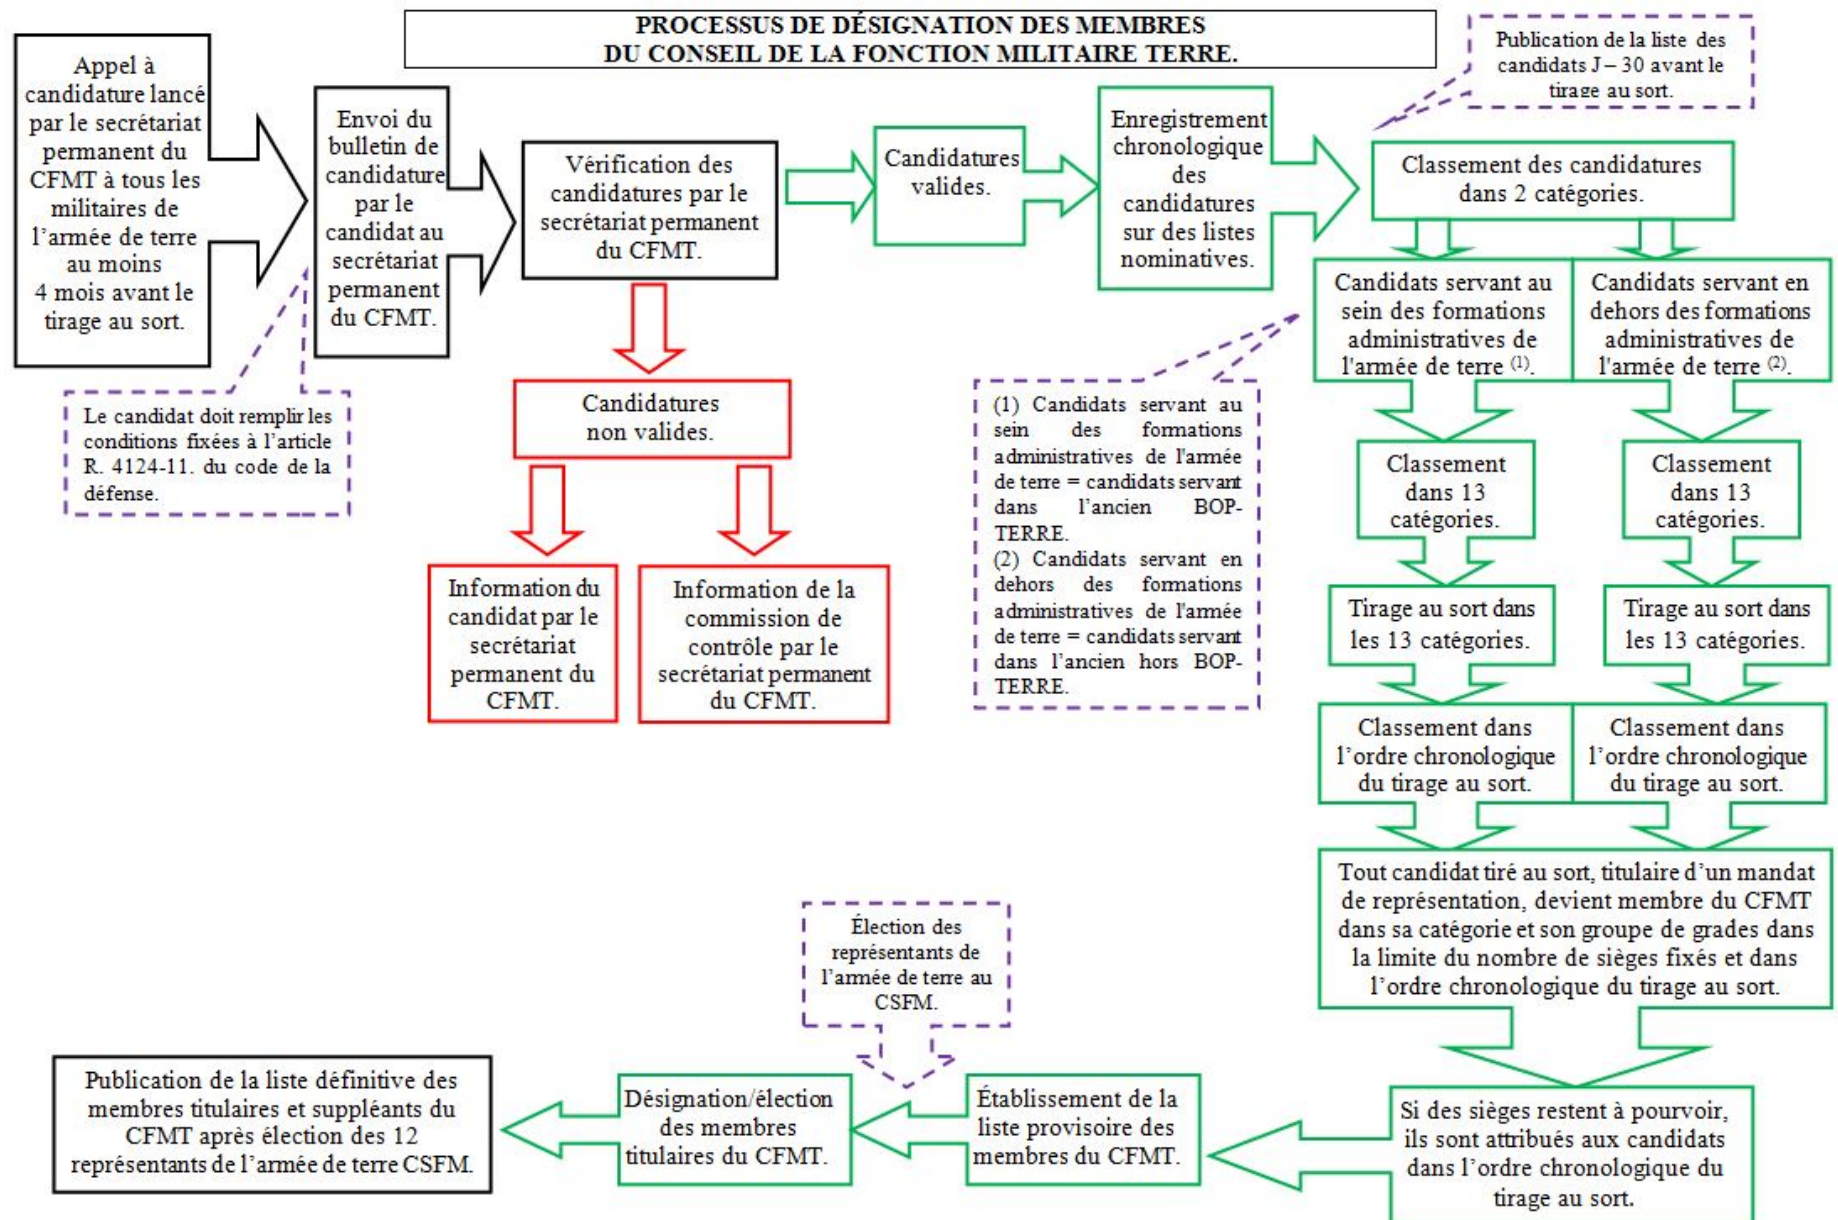 PROCESSUS DE DÉSIGNATION DES MEMBRES
DU CONSEIL DE LA FONCTION MILITAIRE TERRE.
Appel à
candidature lancé
par le secrétariat
permanent du
CFMT à tous les
militaires de
l'armée de terre
au moins
4 mois avant le
tirage au sort.
Le candidat doit remplir les
conditions fixées à l'article
R. 4124-11. du code de la
défense.
Envoi du
bulletin de
candidature
par le
candidat au
secrétariat
permanent
du CFMT.
Vérification des
candidatures par le
secrétariat permanent
du CFMT.
Candidatures
non valides.
Information du
candidat par le
secrétariat
permanent du
CFMT.
Information de la
commission de
contrôle par le
secrétariat permanent
du CFMT.
Candidatures
valides.
Enregistrement
chronologique
des
candidatures
sur des listes
nominatives.
Publication de la liste des
candidats J – 30 avant le
tirage au sort.
Classement des candidatures
dans 2 catégories.
Candidats servant au
sein des formations
administratives de
l'armée de terre (1).
Candidats servant en
dehors des formations
administratives de
l'armée de terre (2).
(1) Candidats servant au
sein des formations
administratives de l'armée
de terre = candidats servant
dans l'ancien BOP-
TERRE.
(2) Candidats servant en
dehors des formations
administratives de l'armée
de terre = candidats servant
dans l'ancien hors BOP-
TERRE.
Classement
dans 13
catégories.
Classement
dans 13
catégories.
Tirage au sort dans
les 13 catégories.
Tirage au sort dans
les 13 catégories.
Classement dans
l'ordre chronologique
du tirage au sort.
Classement dans
l'ordre chronologique
du tirage au sort.
Tout candidat tiré au sort, titulaire d'un mandat
de représentation, devient membre du CFMT
dans sa catégorie et son groupe de grades dans
la limite du nombre de sièges fixés et dans
l'ordre chronologique du tirage au sort.
Si des sièges restent à pourvoir,
ils sont attribués aux candidats
dans l'ordre chronologique du
tirage au sort.
Établissement de la
liste provisoire des
membres du CFMT.
Élection des
représentants de
l'armée de terre au
CSFM.
Désignation/élection
des membres
titulaires du CFMT.
Publication de la liste définitive des
membres titulaires et suppléants du
CFMT après élection des 12
représentants de l'armée de terre CSFM.